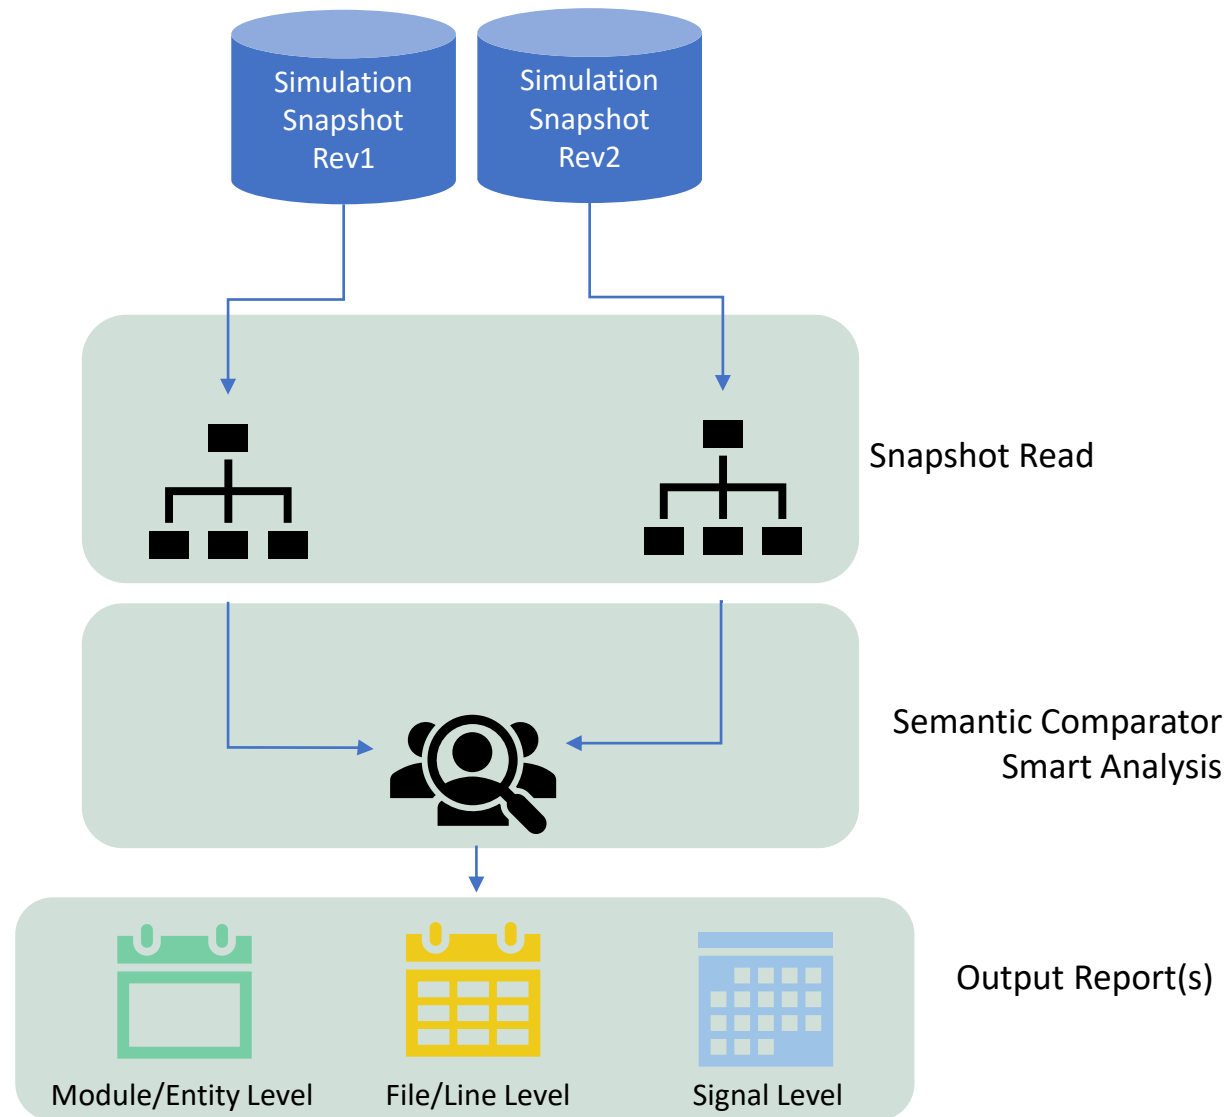 Simulation
Snapshot
Rev1
Simulation
Snapshot
Rev2
Snapshot Read
Semantic Comparator
Smart Analysis
Output Report(s)
Module/Entity Level
File/Line Level
Signal Level